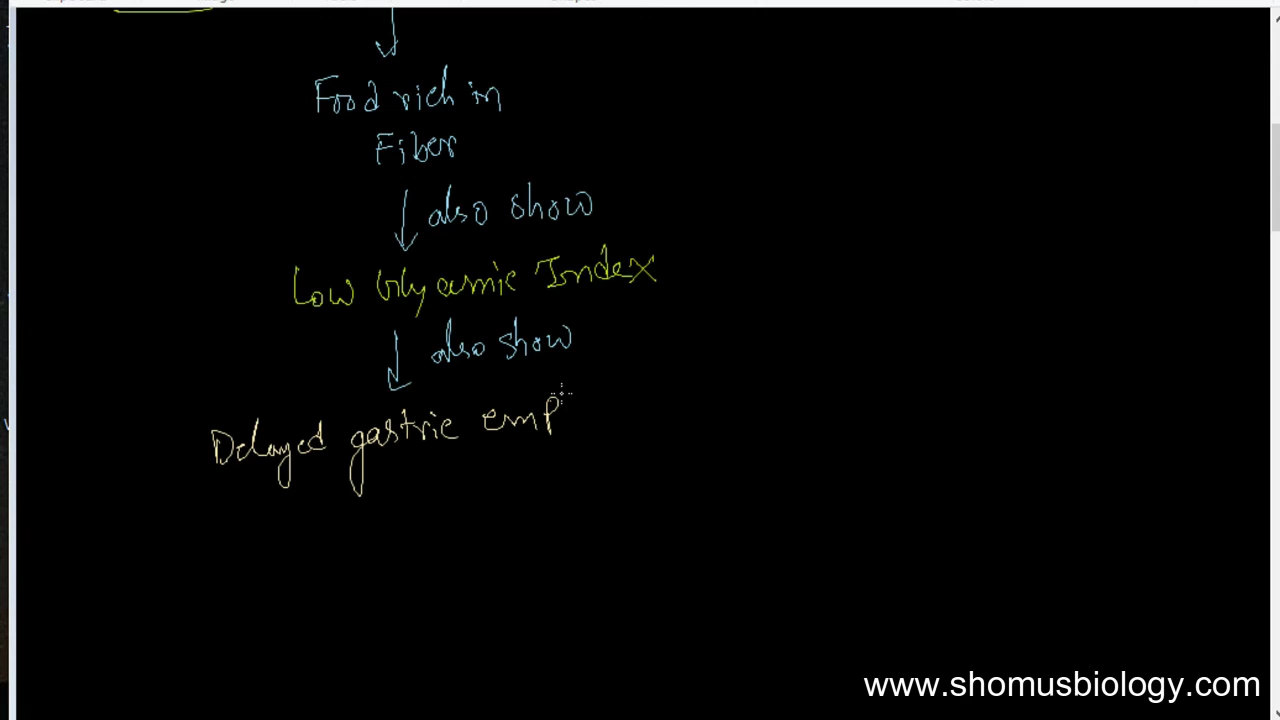 Food rich in
Fiber
also show
Low Glycemic Index
also show
Delayed gastric emp
www.shomusbiology.com